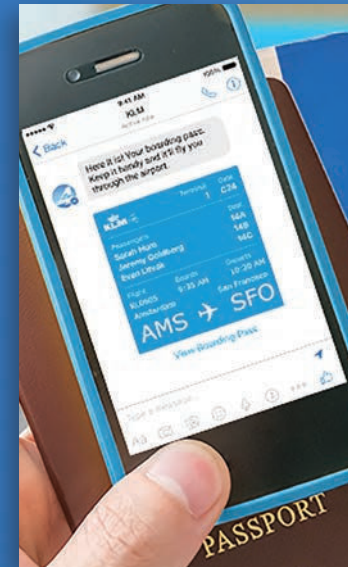 9:41 AM 100%
Back KLM
Active now
Here it is! Your boarding pass.
Keep it handy and it'll fly you
through the airport.
KLM Terminal Gate
1 C24
Passengers Seat
Sarah Hum 14A
Jeremy Goldberg 14B
Evan Litvak 14C
Flight Boards Departs
KL0605 9:35 AM 10:20 AM
Amsterdam San Francisco
AMS SFO
View Boarding Pass
Type a message...
Aa
PASSPORT